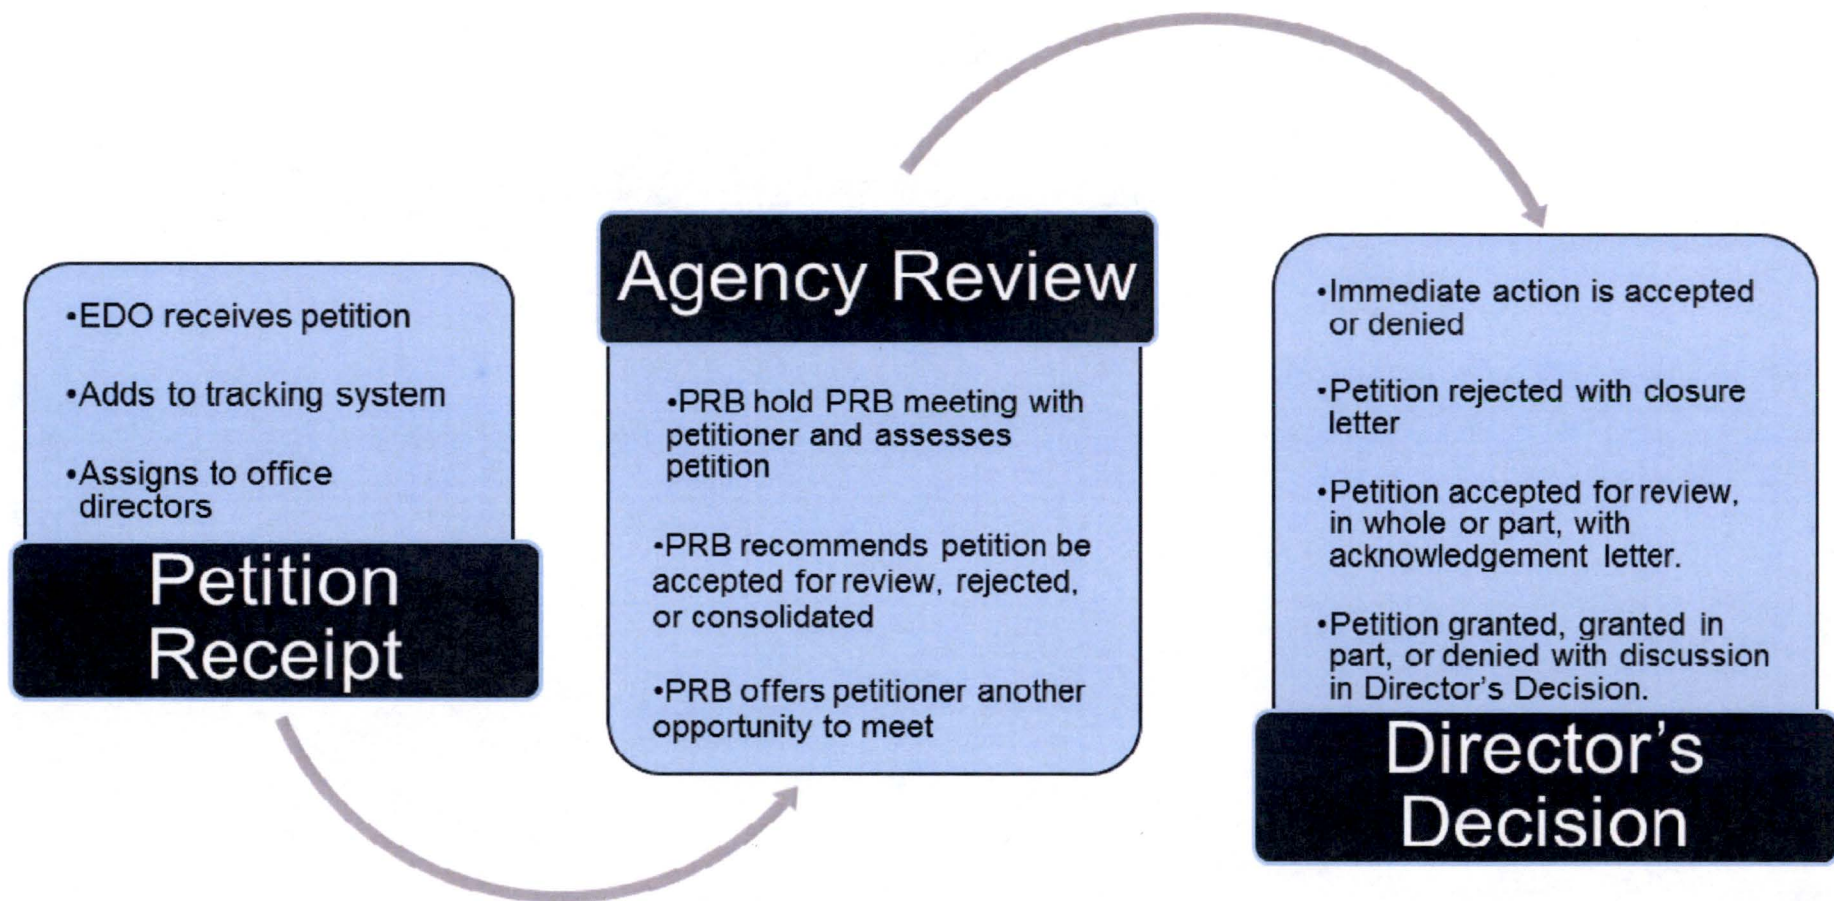 •EDO receives petition
•Adds to tracking system
•Assigns to office
directors
Petition
Receipt
Agency Review
•PRB hold PRB meeting with
petitioner and assesses
petition
•PRB recommends petition be
accepted for review, rejected,
or consolidated
•PRB offers petitioner another
opportunity to meet
•Immediate action is accepted
or denied
•Petition rejected with closure
letter
•Petition accepted for review,
in whole or part, with
acknowledgement letter.
•Petition granted, granted in
part, or denied with discussion
in Director's Decision.
Director's
Decision